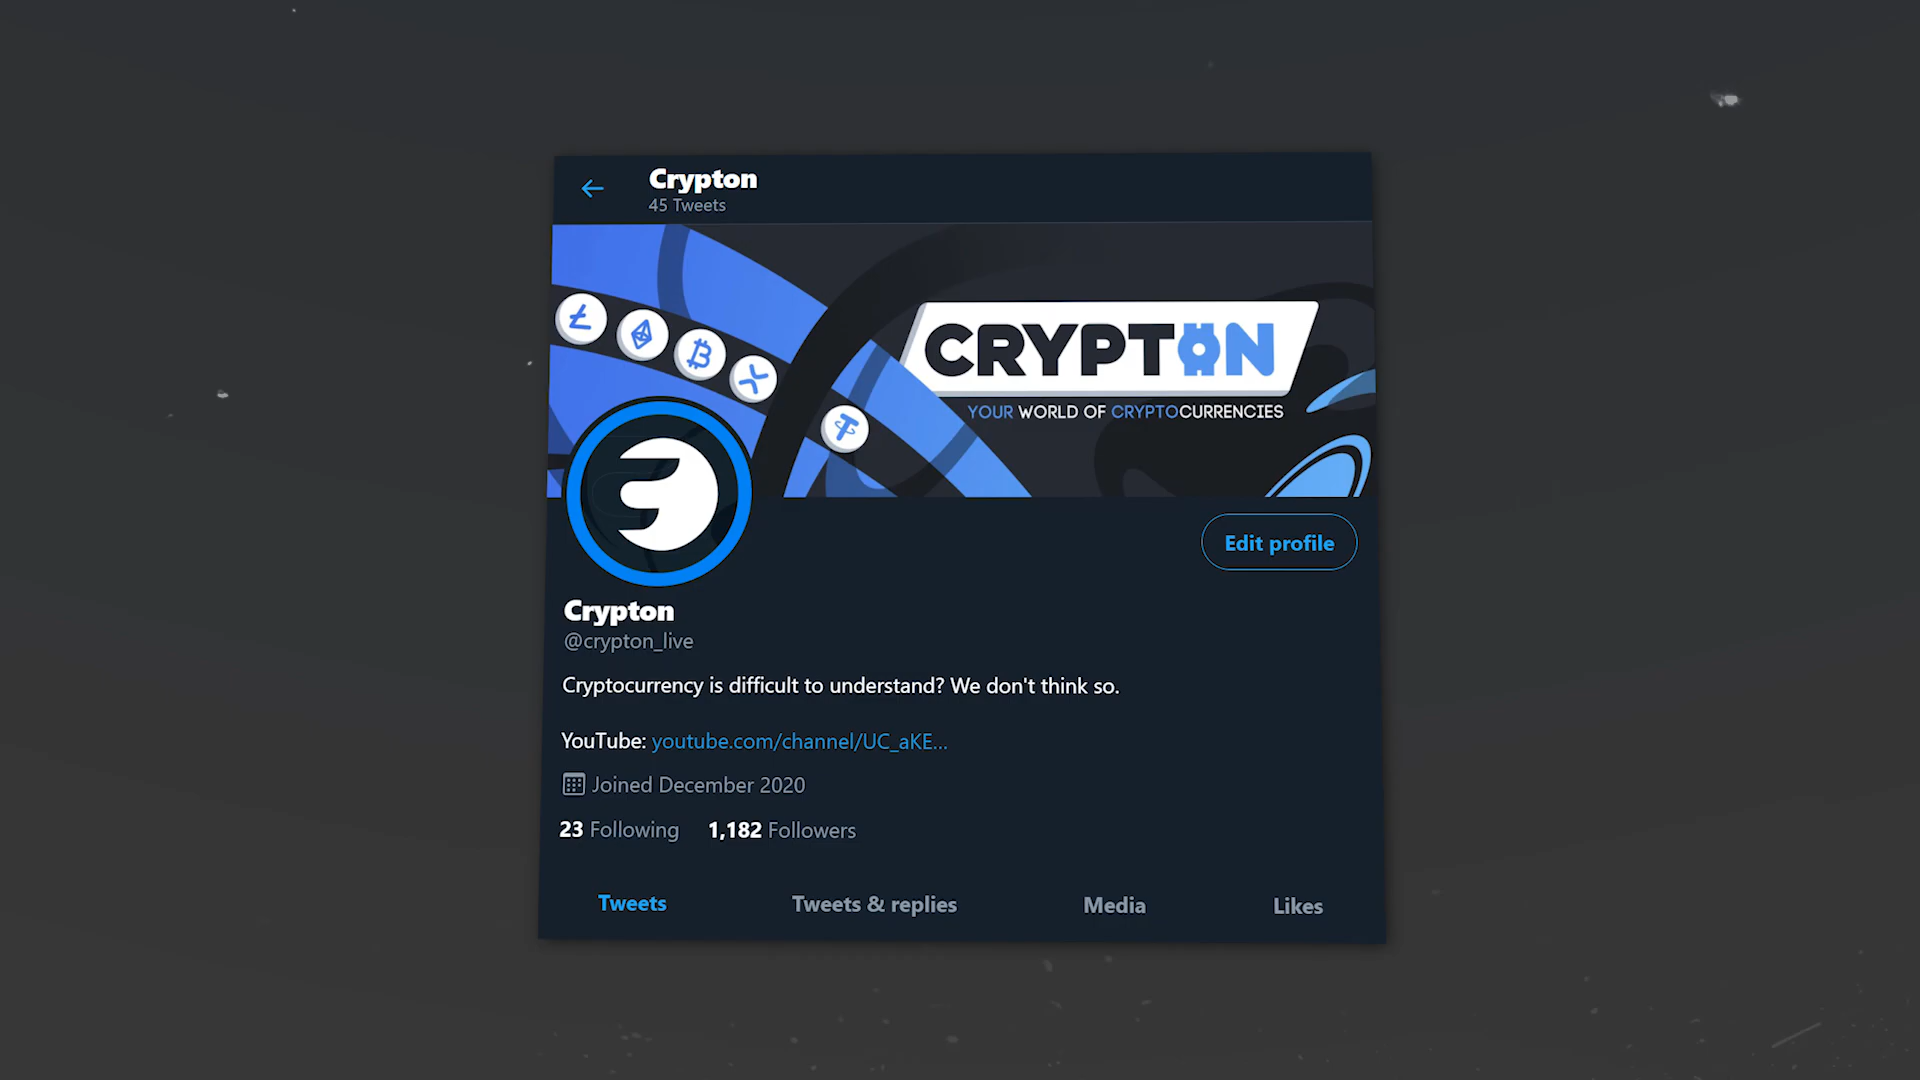 Crypton
45 Tweets
CRYPTON
YOUR WORLD OF CRYPTOCURRENCIES
Edit profile
Crypton
@crypton_live
Cryptocurrency is difficult to understand? We don't think so.
YouTube: youtube.com/channel/UC_aKE...
Joined December 2020
23 Following 1,182 Followers
Tweets Tweets & replies Media Likes